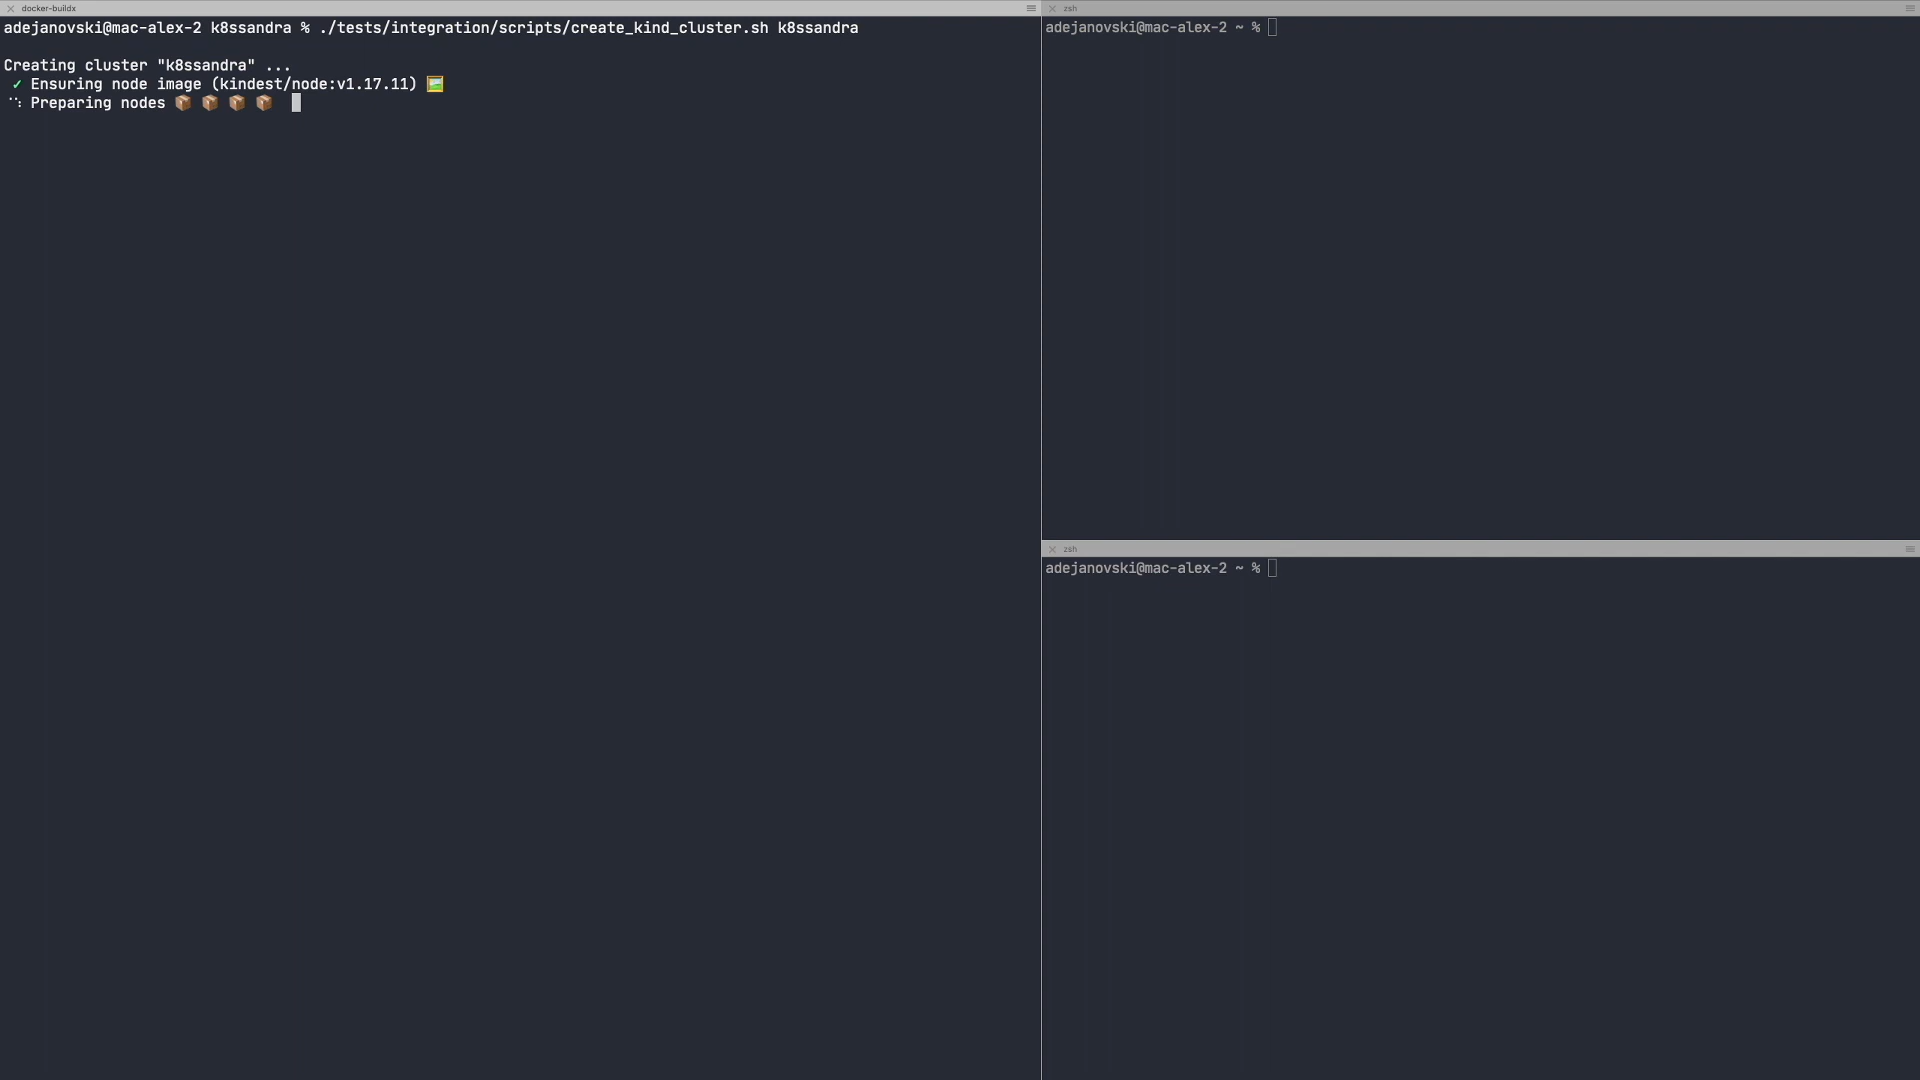 docker-buildx
adejanovski@mac-alex-2 k8ssandra % ./tests/integration/scripts/create_kind_cluster.sh k8ssandra
Creating cluster "k8ssandra" ...
✓ Ensuring node image (kindest/node:v1.17.11) 🖼
Preparing nodes 📦 📦 📦 📦
zsh
adejanovski@mac-alex-2 ~ %
zsh
adejanovski@mac-alex-2 ~ %